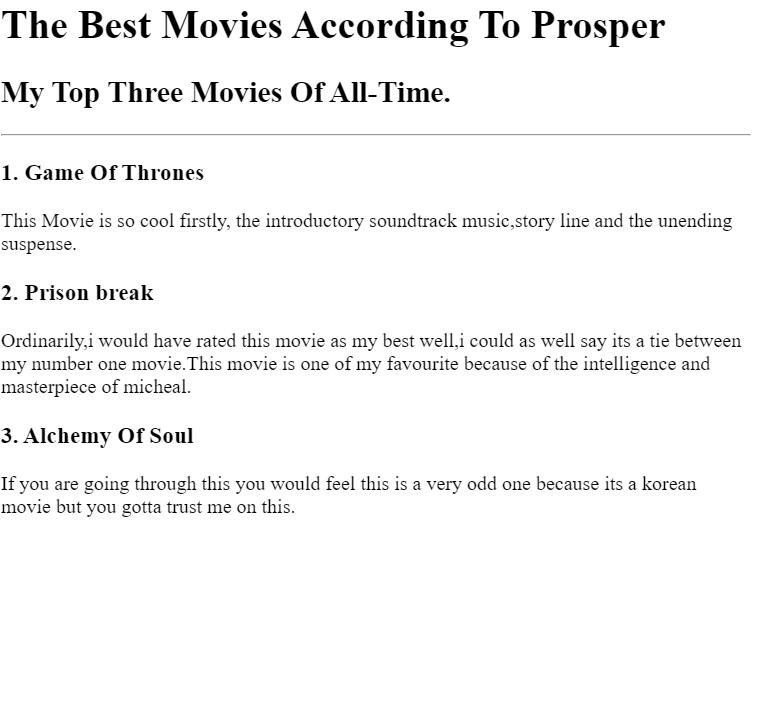 The Best Movies According To Prosper
My Top Three Movies Of All-Time.
1. Game Of Thrones
This Movie is so cool firstly, the introductory soundtrack music,story line and the unending
suspense.
2. Prison break
Ordinarily,i would have rated this movie as my best well,i could as well say its a tie between
my number one movie.This movie is one of my favourite because of the intelligence and
masterpiece of micheal.
3. Alchemy Of Soul
If you are going through this you would feel this is a very odd one because its a korean
movie but you gotta trust me on this.